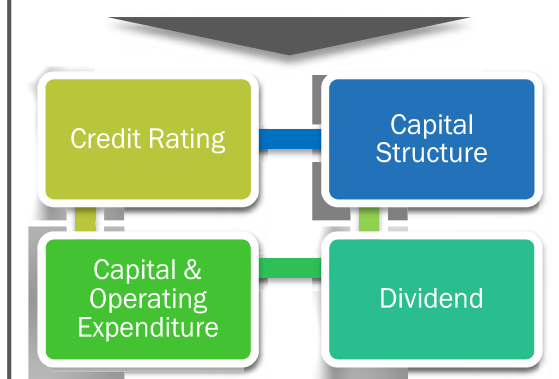 Credit Rating
Capital
Structure
Capital &
Operating
Expenditure
Dividend